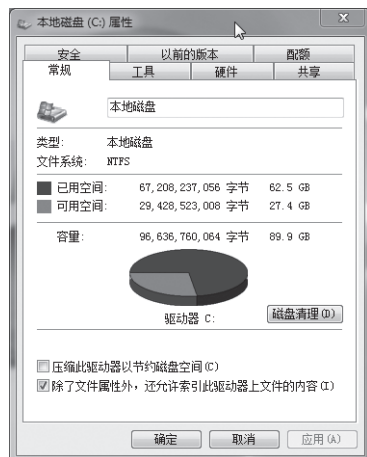 本地磁盘 (C:) 属性
安全 以前的版本 配额
常规 工具 硬件 共享
本地磁盘
类型: 本地磁盘
文件系统: NTFS
已用空间: 67,208,237,056 字节 62.5 GB
可用空间: 29,428,523,008 字节 27.4 GB
容量: 96,636,760,064 字节 89.9 GB
驱动器 C:
磁盘清理(D)
压缩此驱动器以节约磁盘空间(C)
除了文件属性外，还允许索引此驱动器上文件的内容(I)
确定 取消 应用(A)